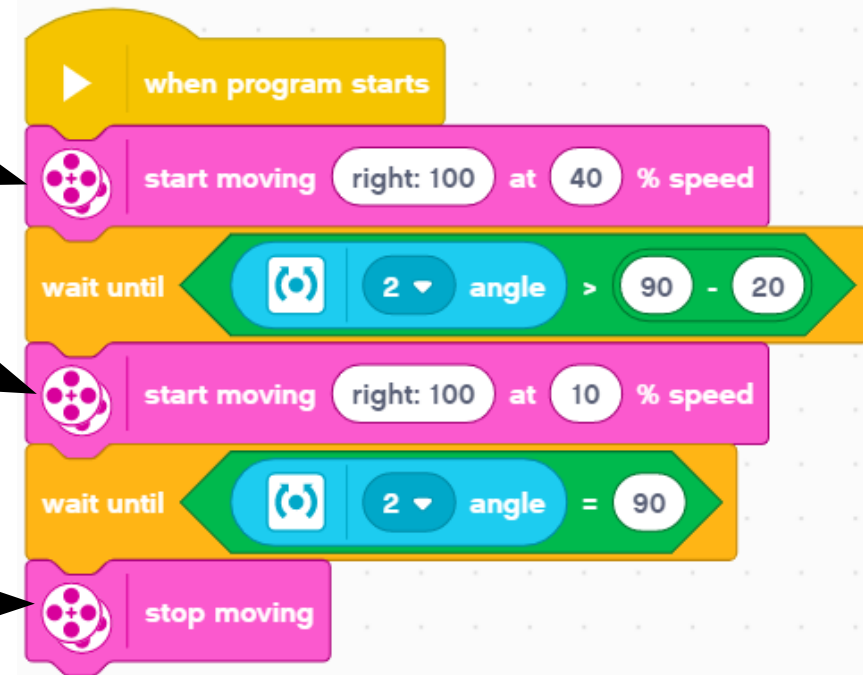 when program starts
start moving right: 100 at 40 % speed
wait until 2 angle > 90 - 20
start moving right: 100 at 10 % speed
wait until 2 angle = 90
stop moving